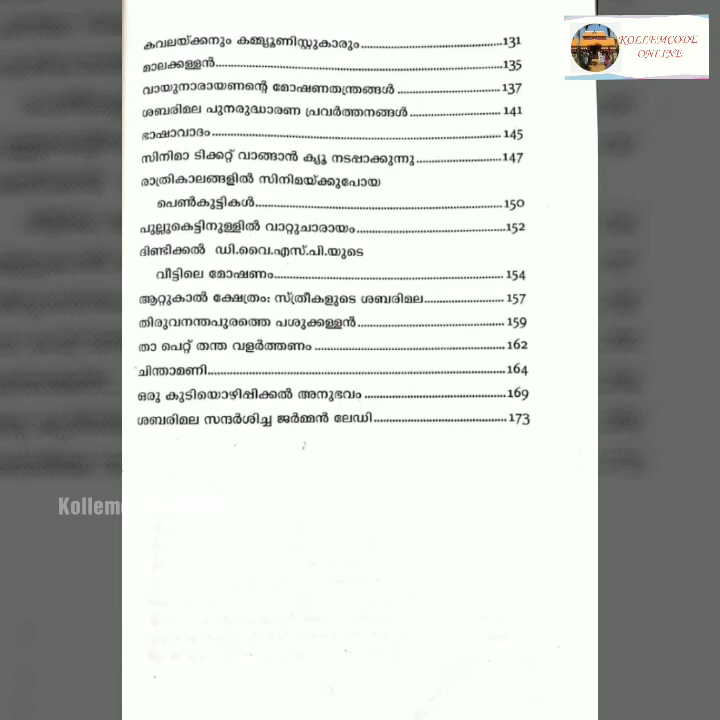 കവലയ്ക്കനും കമ്മ്യൂണിസ്റ്റുകാരും 131
മാലക്കള്ളൻ 135
വായുനാരായണന്റെ മോഷണതന്ത്രങ്ങൾ 137
ശബരിമല പുനരുദ്ധാരണ പ്രവർത്തനങ്ങൾ 141
ഭാഷാവാദം 145
സിനിമാ ടിക്കറ്റ് വാങ്ങാൻ ക്യൂ നടപ്പാക്കുന്നു 147
രാത്രികാലങ്ങളിൽ സിനിമയ്ക്കുപോയ
പെൺകുട്ടികൾ 150
പുല്ലുകെട്ടിനുള്ളിൽ വാറ്റുചാരായം 152
ദിണ്ടിക്കൽ ഡി.വൈ.എസ്.പി.യുടെ
വീട്ടിലെ മോഷണം 154
ആറ്റുകാൽ ക്ഷേത്രം: സ്ത്രീകളുടെ ശബരിമല 157
തിരുവനന്തപുരത്തെ പശുക്കള്ളൻ 159
താ പെറ്റ് തന്ത വളർത്തണം 162
ചിന്താമണി 164
ഒരു കുടിയൊഴിപ്പിക്കൽ അനുഭവം 169
ശബരിമല സന്ദർശിച്ച ജർമ്മൻ ലേഡി 173
KOLLEMCODE
ONLINE